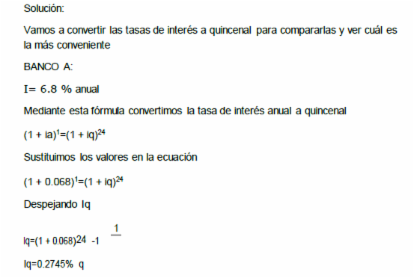 Solución:
Vamos a convertir las tasas de interés a quincenal para compararlas y ver cuál es
la más conveniente
BANCO A:
I= 6.8 % anual
Mediante esta fórmula convertimos la tasa de interés anual a quincenal
(1 + ia)¹=(1 + iq)²⁴
Sustituimos los valores en la ecuación
(1 + 0.068)¹=(1 + iq)²⁴
Despejando Iq
1
Iq=(1 + 0.068)24 -1
Iq=0.2745% q